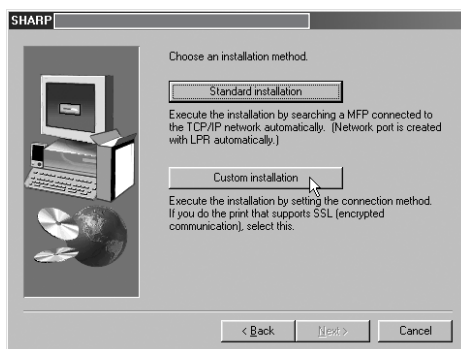 SHARP
Choose an installation method.
Standard installation
Execute the installation by searching a MFP connected to
the TCP/IP network automatically. (Network port is created
with LPR automatically.)
Custom installation
Execute the installation by setting the connection method.
If you do the print that supports SSL (encrypted
communication), select this.
< Back
Next >
Cancel